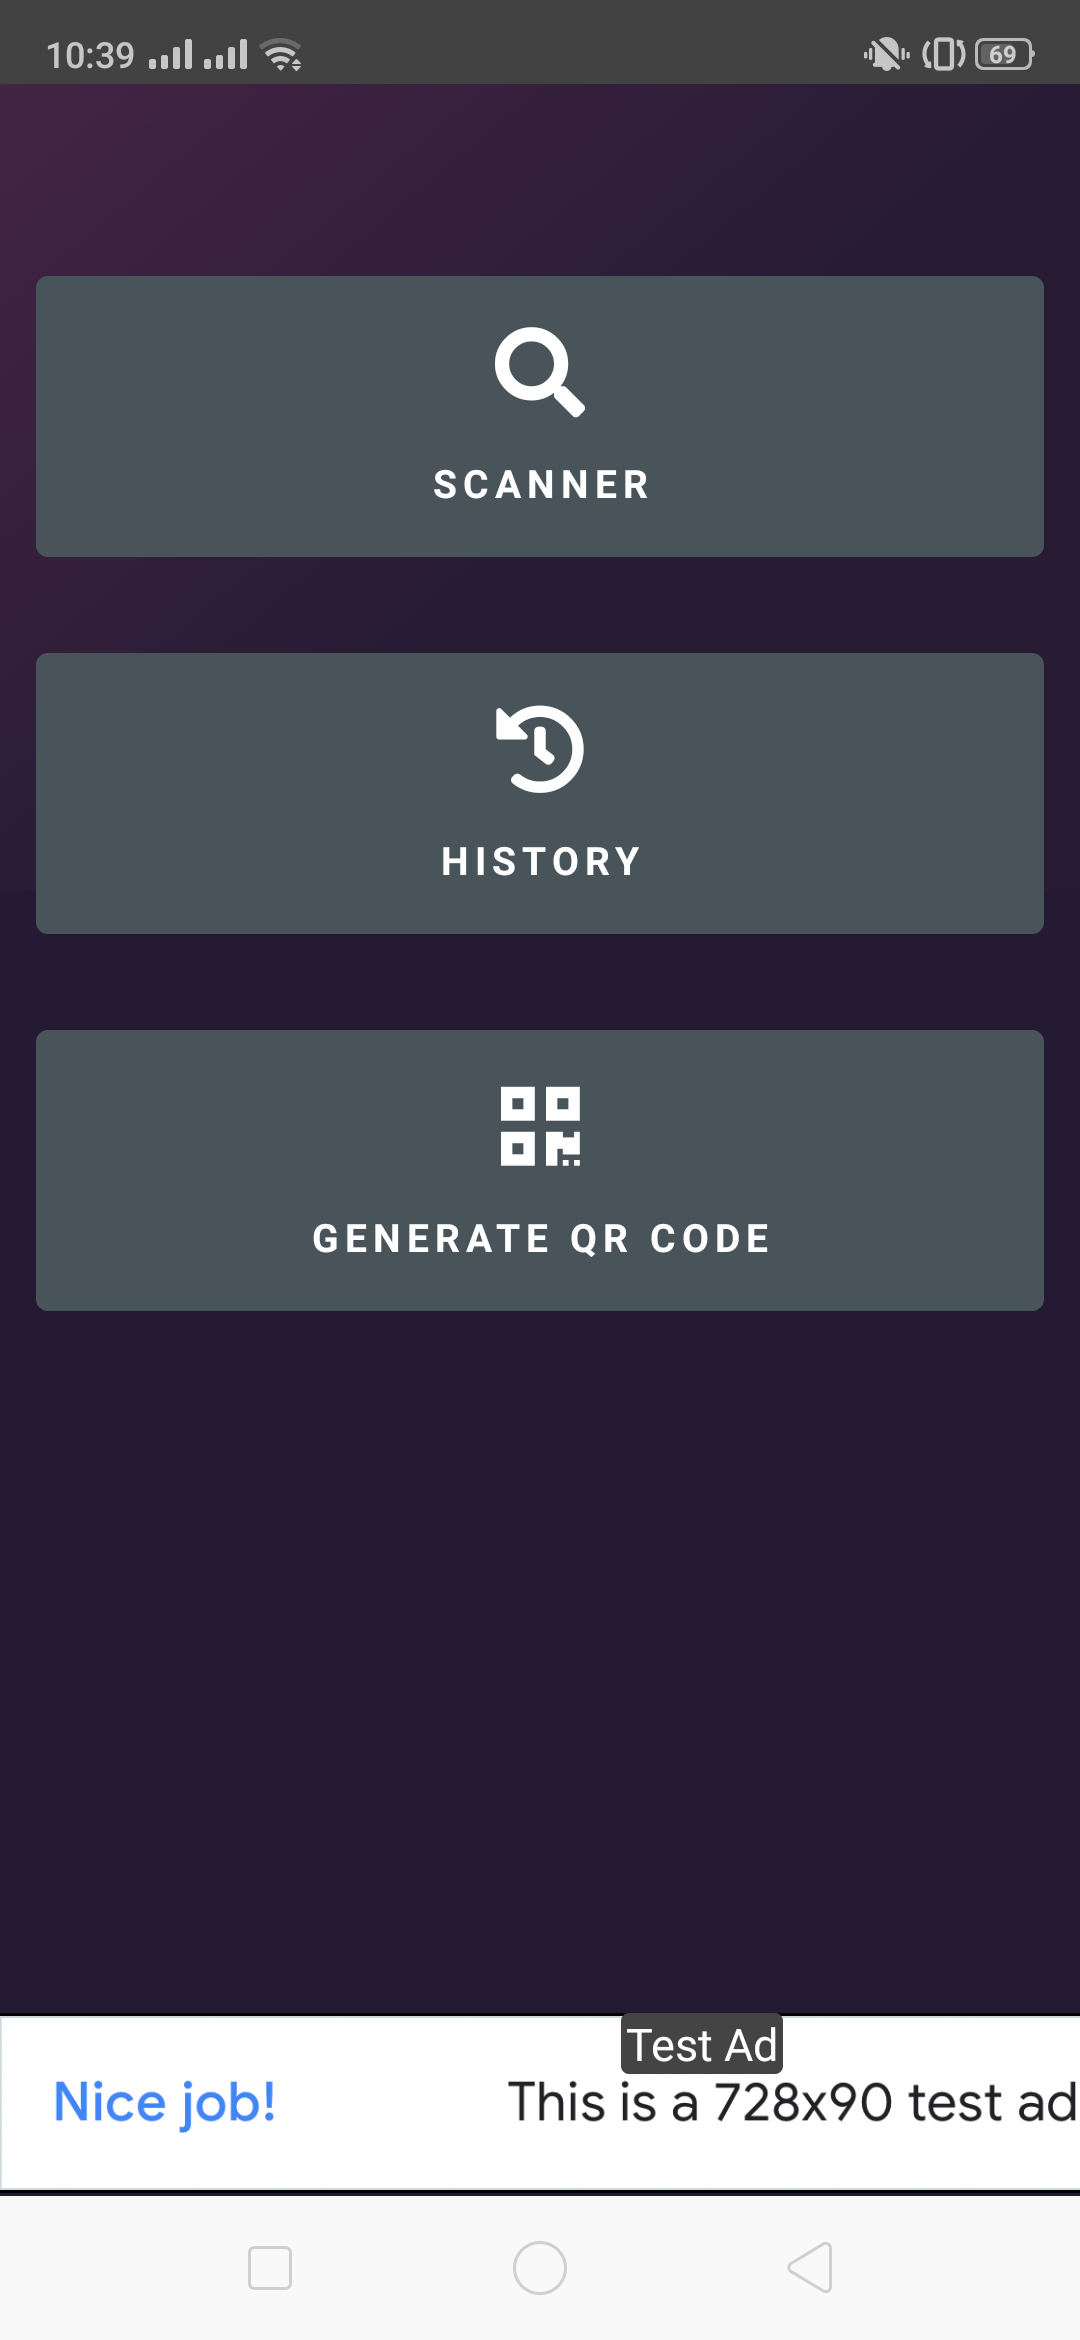 10:39
69
SCANNER
HISTORY
GENERATE QR CODE
Test Ad
Nice job!
This is a 728x90 test ad